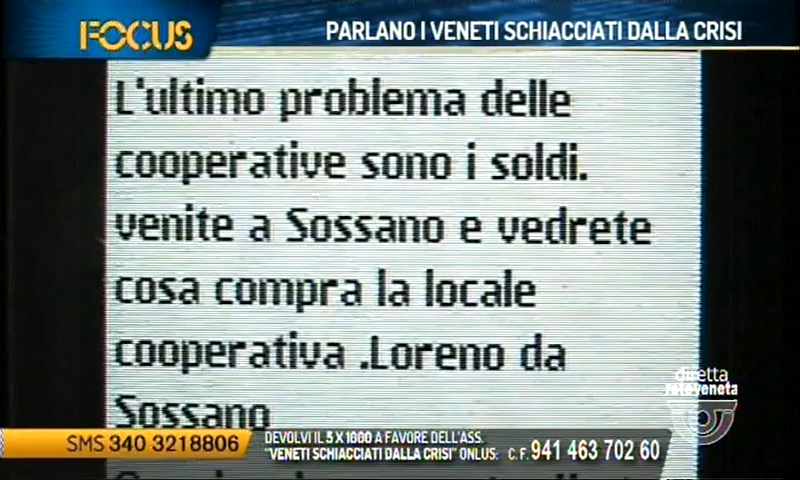 FOCUS
PARLANO I VENETI SCHIACCIATI DALLA CRISI
L'ultimo problema delle
cooperative sono i soldi.
venite a Sossano e vedrete
cosa compra la locale
cooperativa .Loreno da
Sossano
diretta
reteveneta
SMS 340 3218806
DEVOLVI IL 5 X 1000 A FAVORE DELL'ASS.
"VENETI SCHIACCIATI DALLA CRISI" ONLUS: C.F. 941 463 702 60